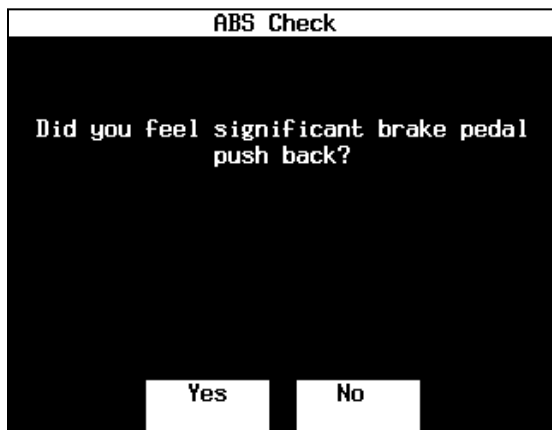 ABS Check
Did you feel significant brake pedal
push back?
Yes No